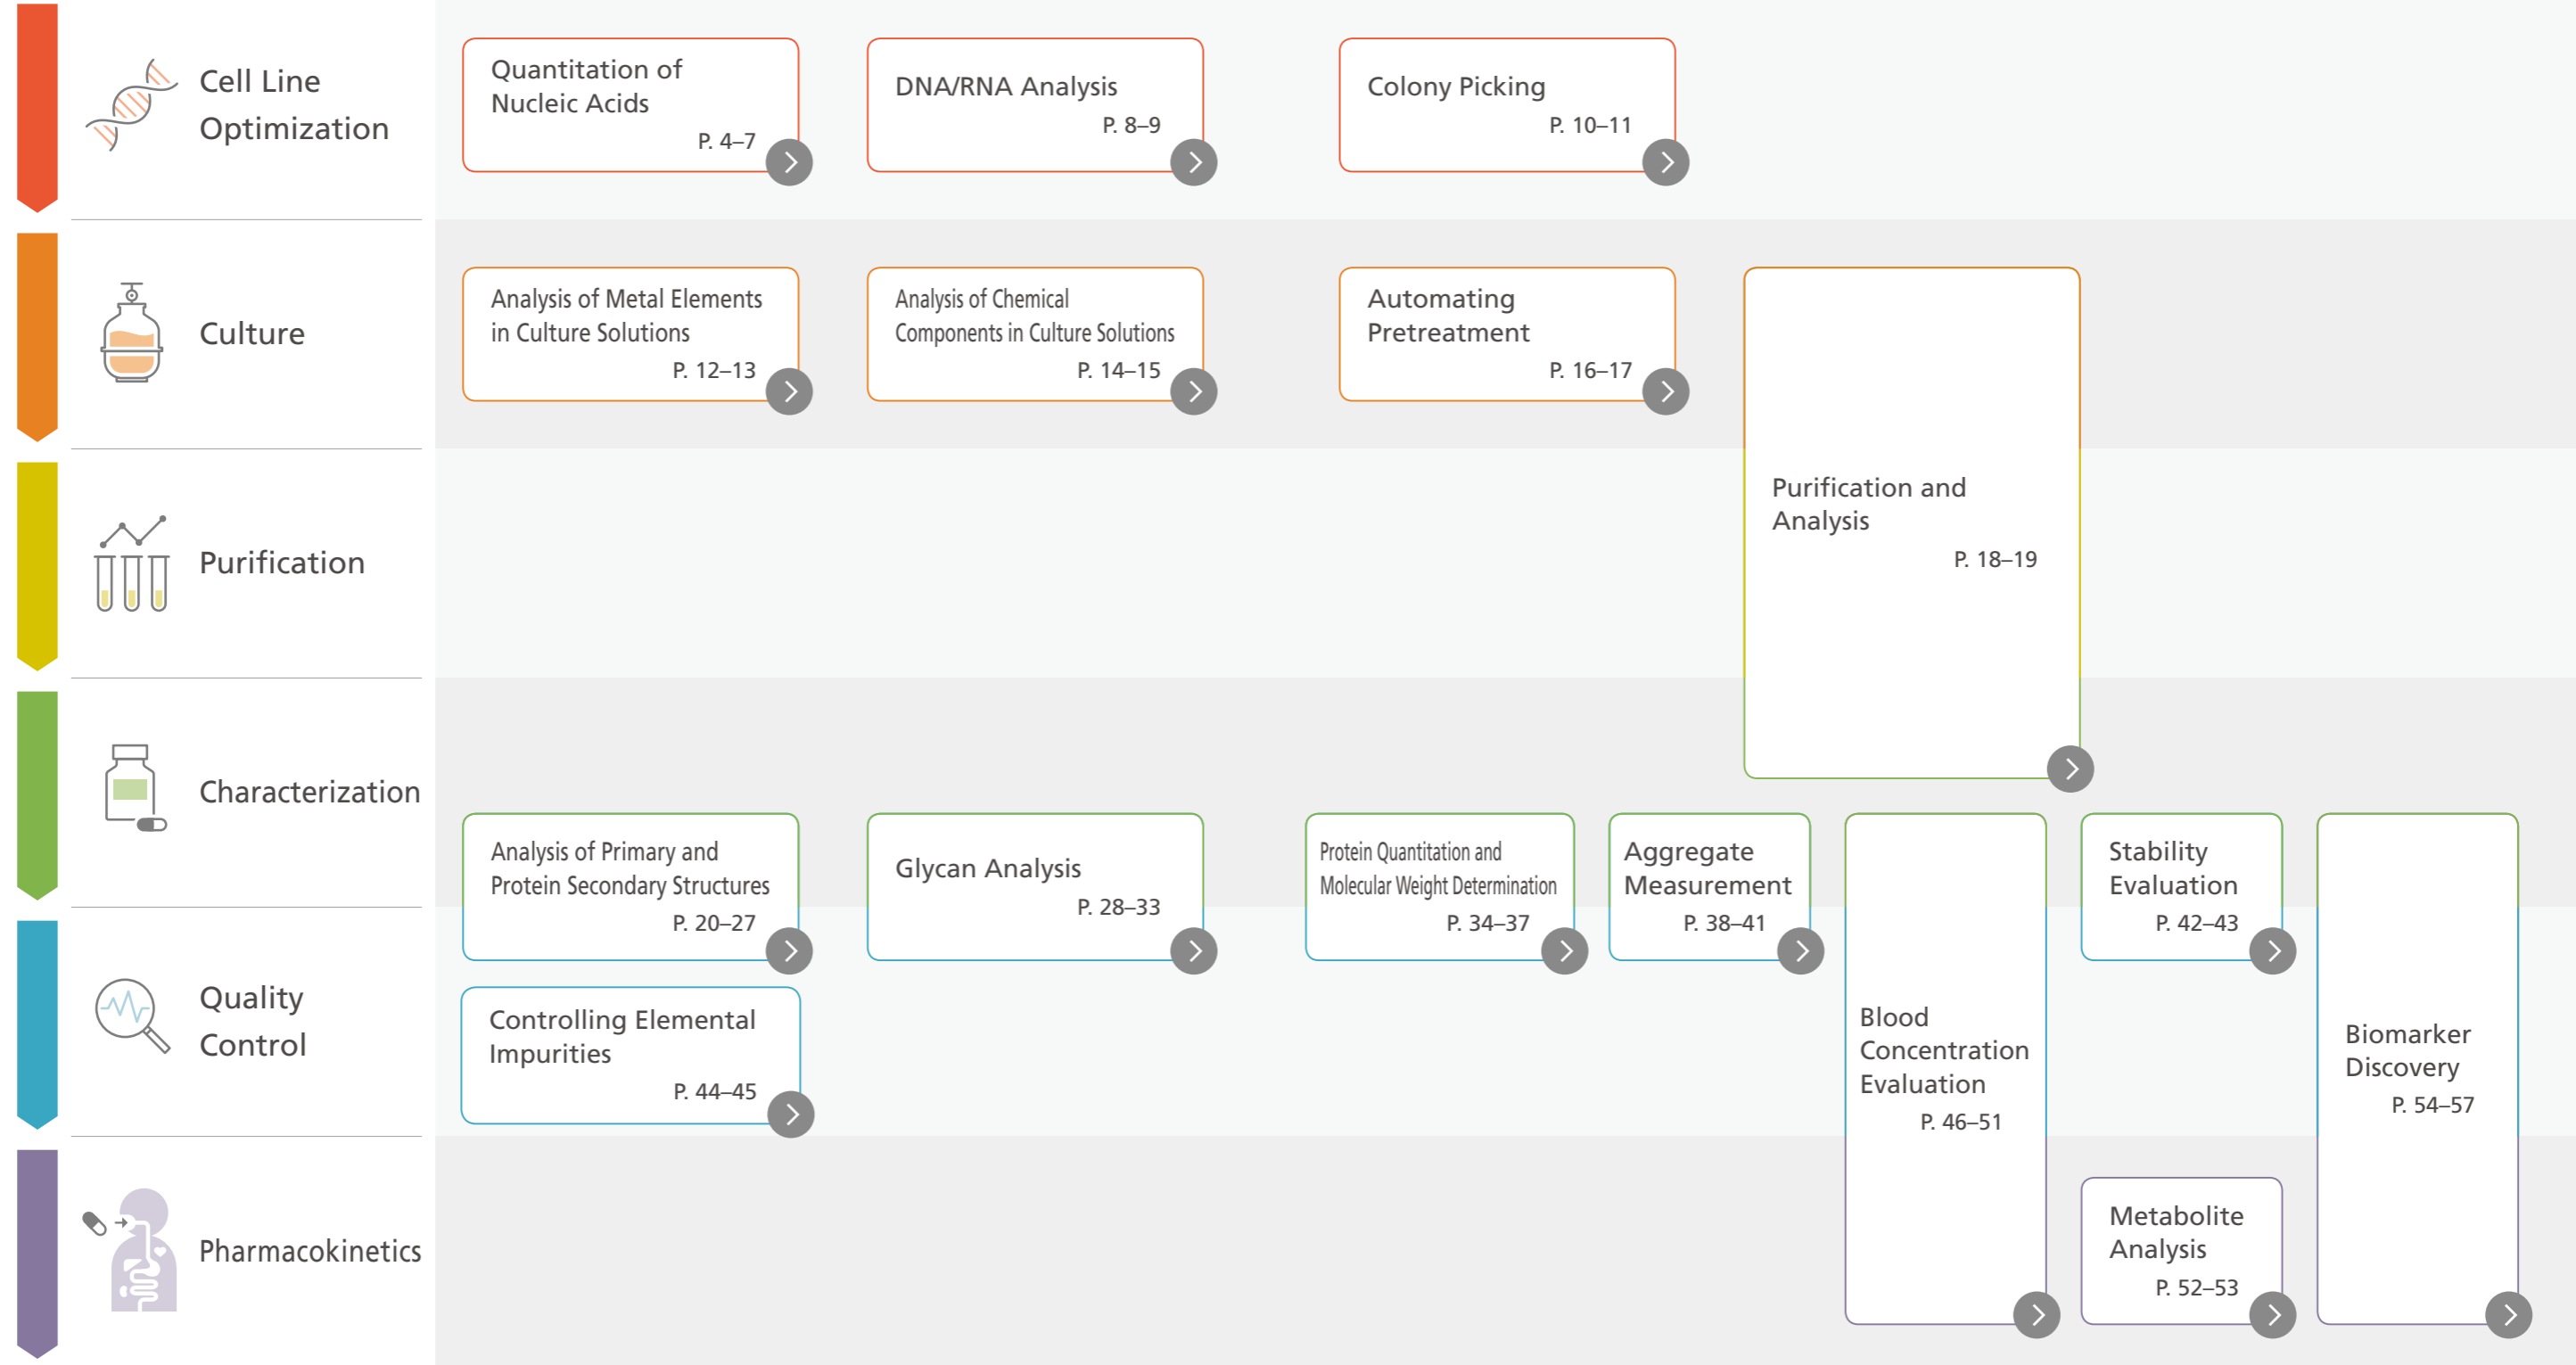 Cell Line
Optimization
Quantitation of
Nucleic Acids
P. 4–7
DNA/RNA Analysis
P. 8–9
Colony Picking
P. 10–11
Culture
Analysis of Metal Elements
in Culture Solutions
P. 12–13
Analysis of Chemical
Components in Culture Solutions
P. 14–15
Automating
Pretreatment
P. 16–17
Purification
Purification and
Analysis
P. 18–19
Characterization
Analysis of Primary and
Protein Secondary Structures
P. 20–27
Glycan Analysis
P. 28–33
Protein Quantitation and
Molecular Weight Determination
P. 34–37
Aggregate
Measurement
P. 38–41
Stability
Evaluation
P. 42–43
Quality
Control
Controlling Elemental
Impurities
P. 44–45
Blood
Concentration
Evaluation
P. 46–51
Biomarker
Discovery
P. 54–57
Pharmacokinetics
Metabolite
Analysis
P. 52–53